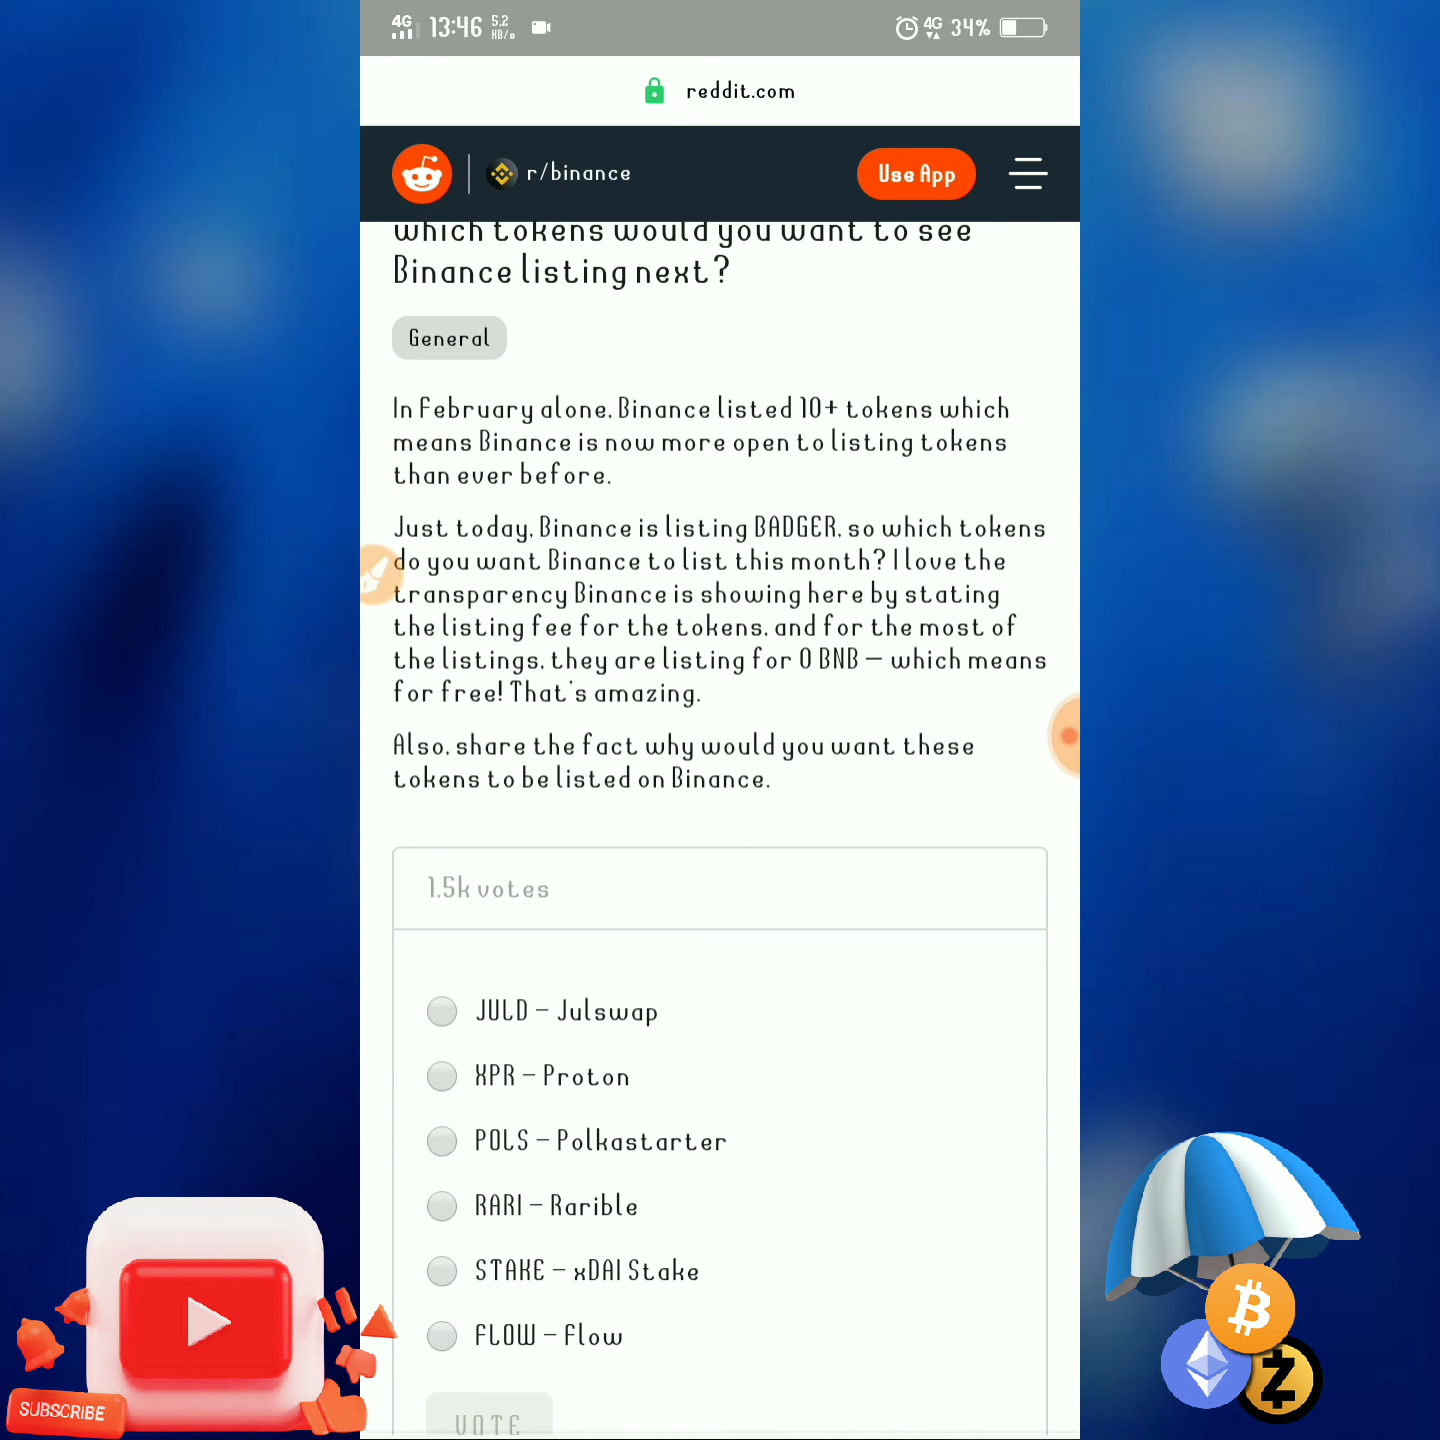 4G 13:46 5.2 KB/s 4G 34%
reddit.com
r/binance Use App
which tokens would you want to see
Binance listing next?
General
In February alone, Binance listed 10+ tokens which
means Binance is now more open to listing tokens
than ever before.
Just today, Binance is listing BADGER, so which tokens
do you want Binance to list this month? I love the
transparency Binance is showing here by stating
the listing fee for the tokens, and for the most of
the listings, they are listing for 0 BNB – which means
for free! That's amazing.
Also, share the fact why would you want these
tokens to be listed on Binance.
1.5k votes
JULD – Julswap
XPR – Proton
POLS – Polkastarter
RARI – Rarible
STAKE – xDAI Stake
FLOW – Flow
VOTE
SUBSCRIBE